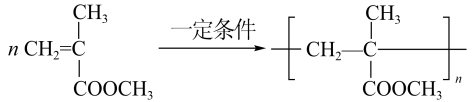 CH₃ CH₃
n CH₂=C 一定条件 CH₂—C
COOCH₃ COOCH₃ n